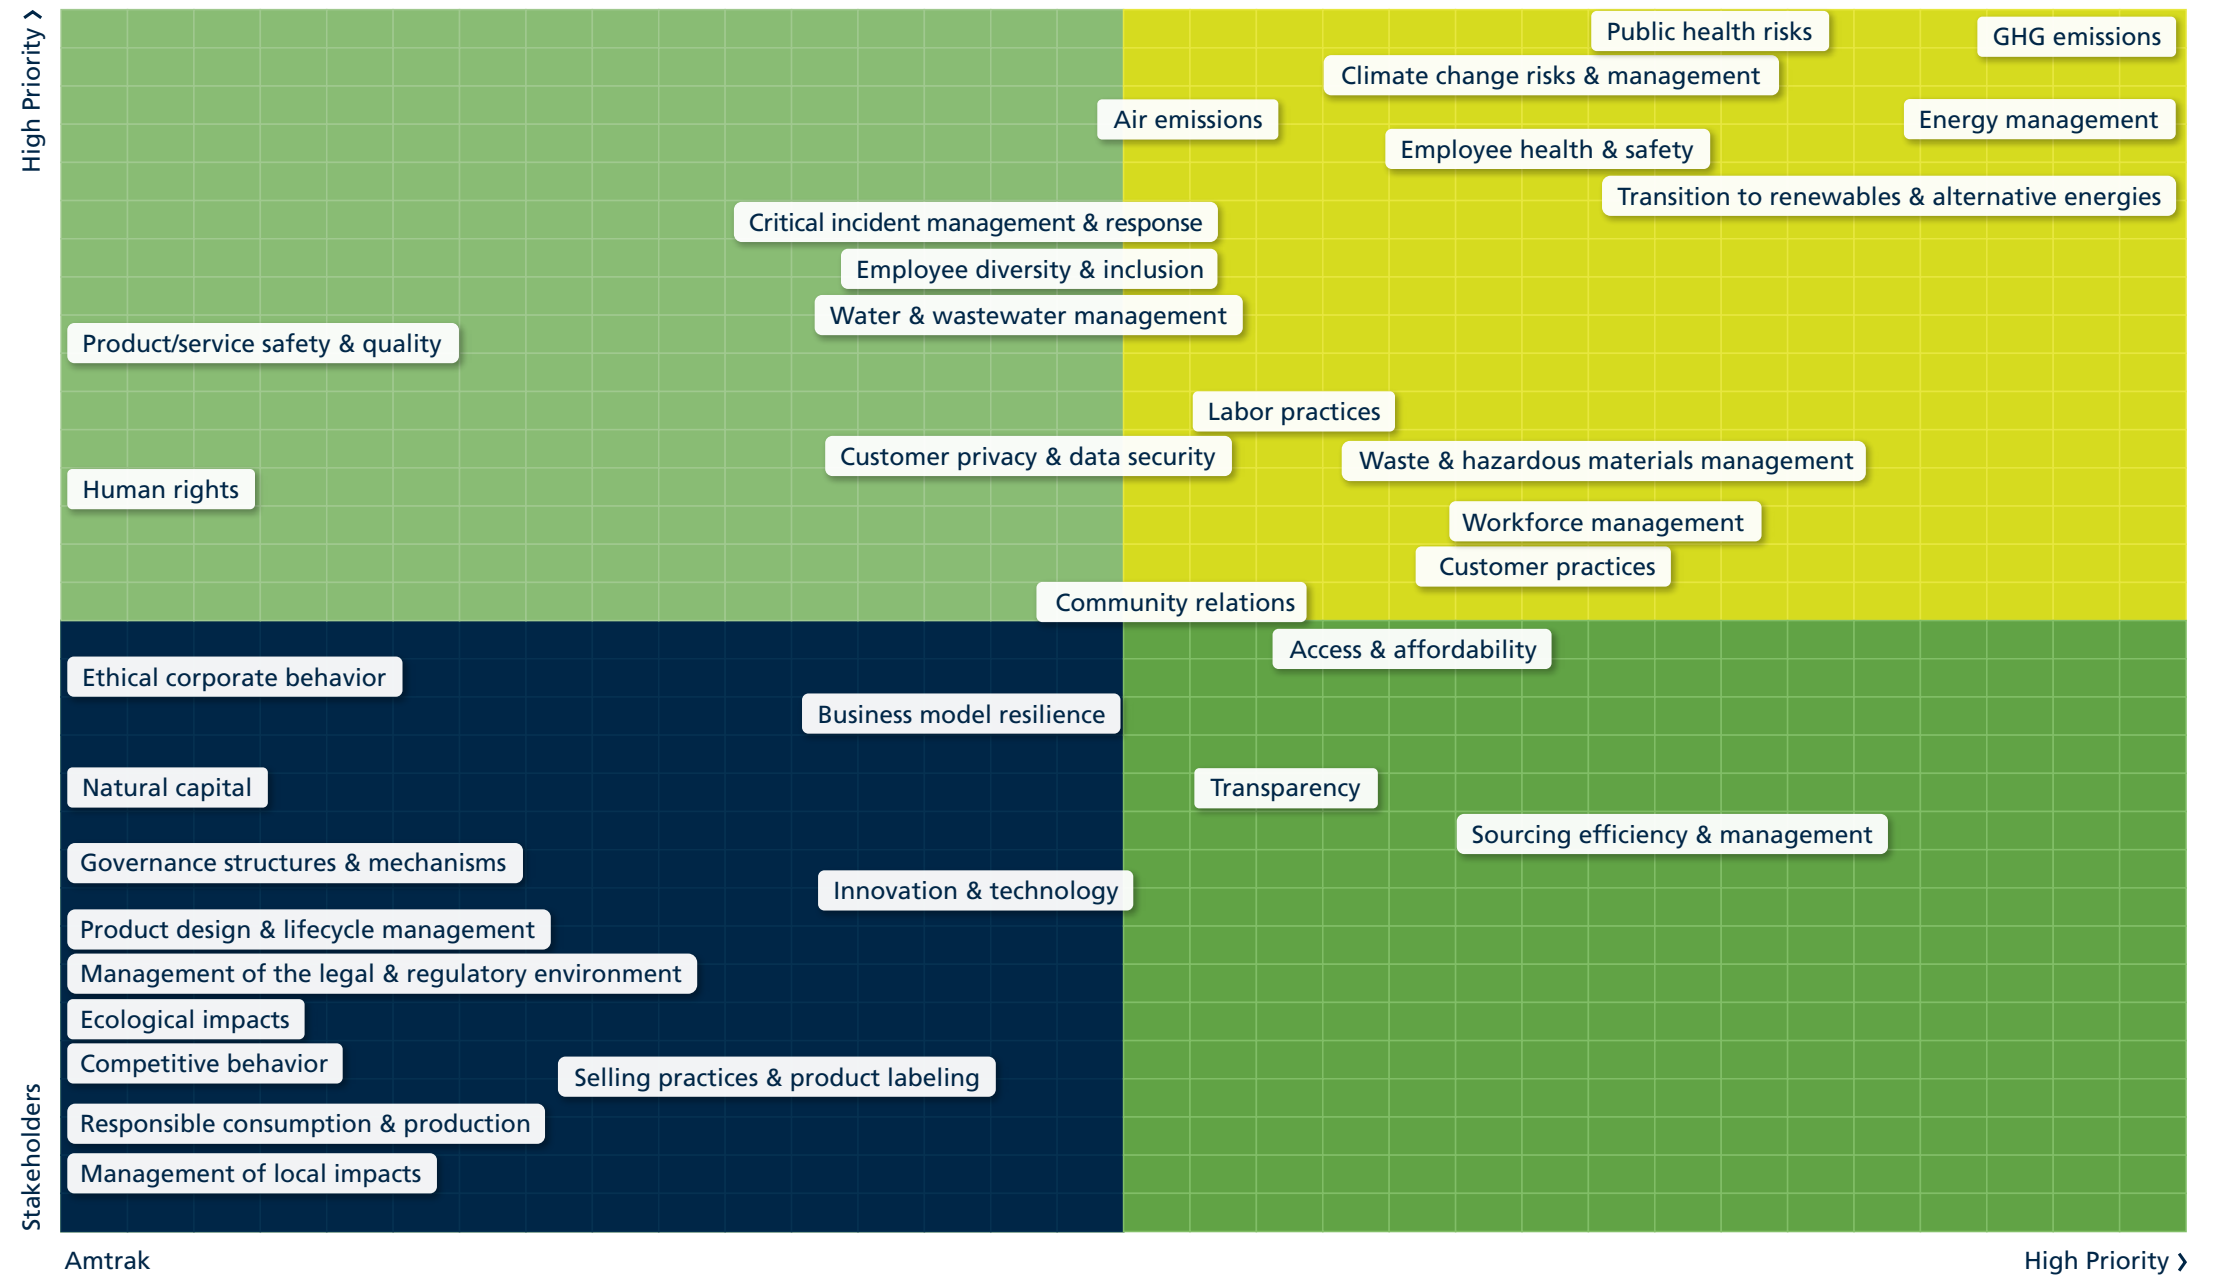 High Priority ❯
Public health risks
GHG emissions
Climate change risks & management
Air emissions
Energy management
Employee health & safety
Transition to renewables & alternative energies
Critical incident management & response
Employee diversity & inclusion
Water & wastewater management
Product/service safety & quality
Labor practices
Customer privacy & data security
Waste & hazardous materials management
Human rights
Workforce management
Customer practices
Community relations
Access & affordability
Ethical corporate behavior
Business model resilience
Natural capital
Transparency
Sourcing efficiency & management
Governance structures & mechanisms
Innovation & technology
Product design & lifecycle management
Management of the legal & regulatory environment
Ecological impacts
Competitive behavior
Selling practices & product labeling
Responsible consumption & production
Management of local impacts
Stakeholders
Amtrak
High Priority ❯